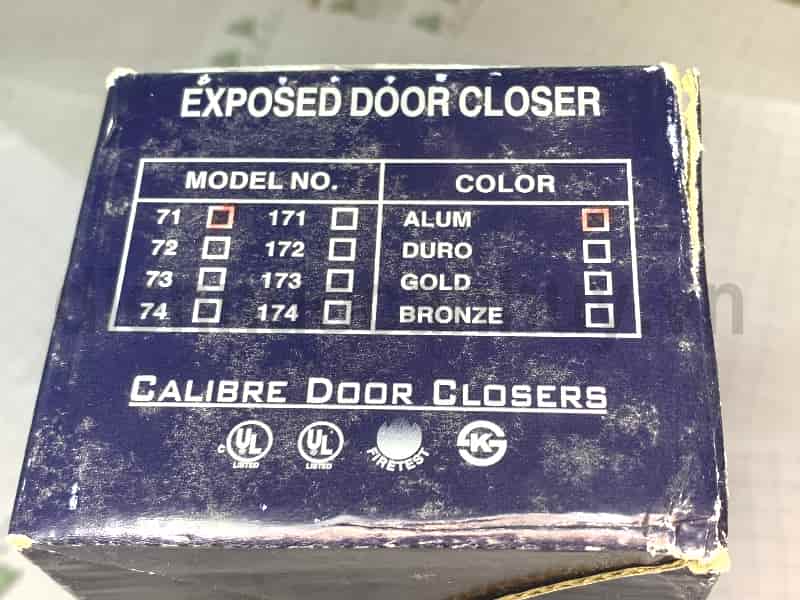 EXPOSED DOOR CLOSER
MODEL NO. COLOR
71 171 ALUM
72 172 DURO
73 173 GOLD
74 174 BRONZE
CALIBRE DOOR CLOSERS
C UL LISTED UL LISTED FIRETEST K